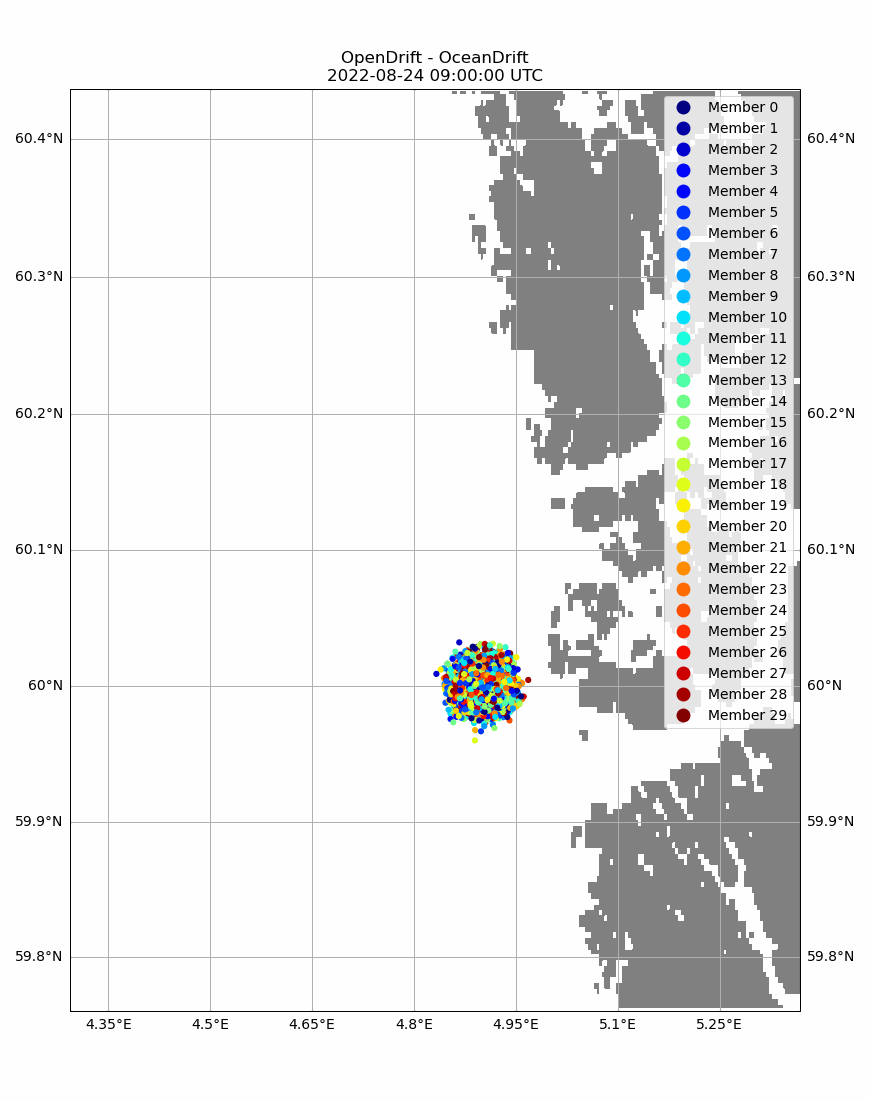 OpenDrift - OceanDrift
2022-08-24 09:00:00 UTC
60.4°N
60.3°N
60.2°N
60.1°N
60°N
59.9°N
59.8°N
Member 0
Member 1
Member 2
Member 3
Member 4
Member 5
Member 6
Member 7
Member 8
Member 9
Member 10
Member 11
Member 12
Member 13
Member 14
Member 15
Member 16
Member 17
Member 18
Member 19
Member 20
Member 21
Member 22
Member 23
Member 24
Member 25
Member 26
Member 27
Member 28
Member 29
60.4°N
60.3°N
60.2°N
60.1°N
60°N
59.9°N
59.8°N
4.35°E 4.5°E 4.65°E 4.8°E 4.95°E 5.1°E 5.25°E